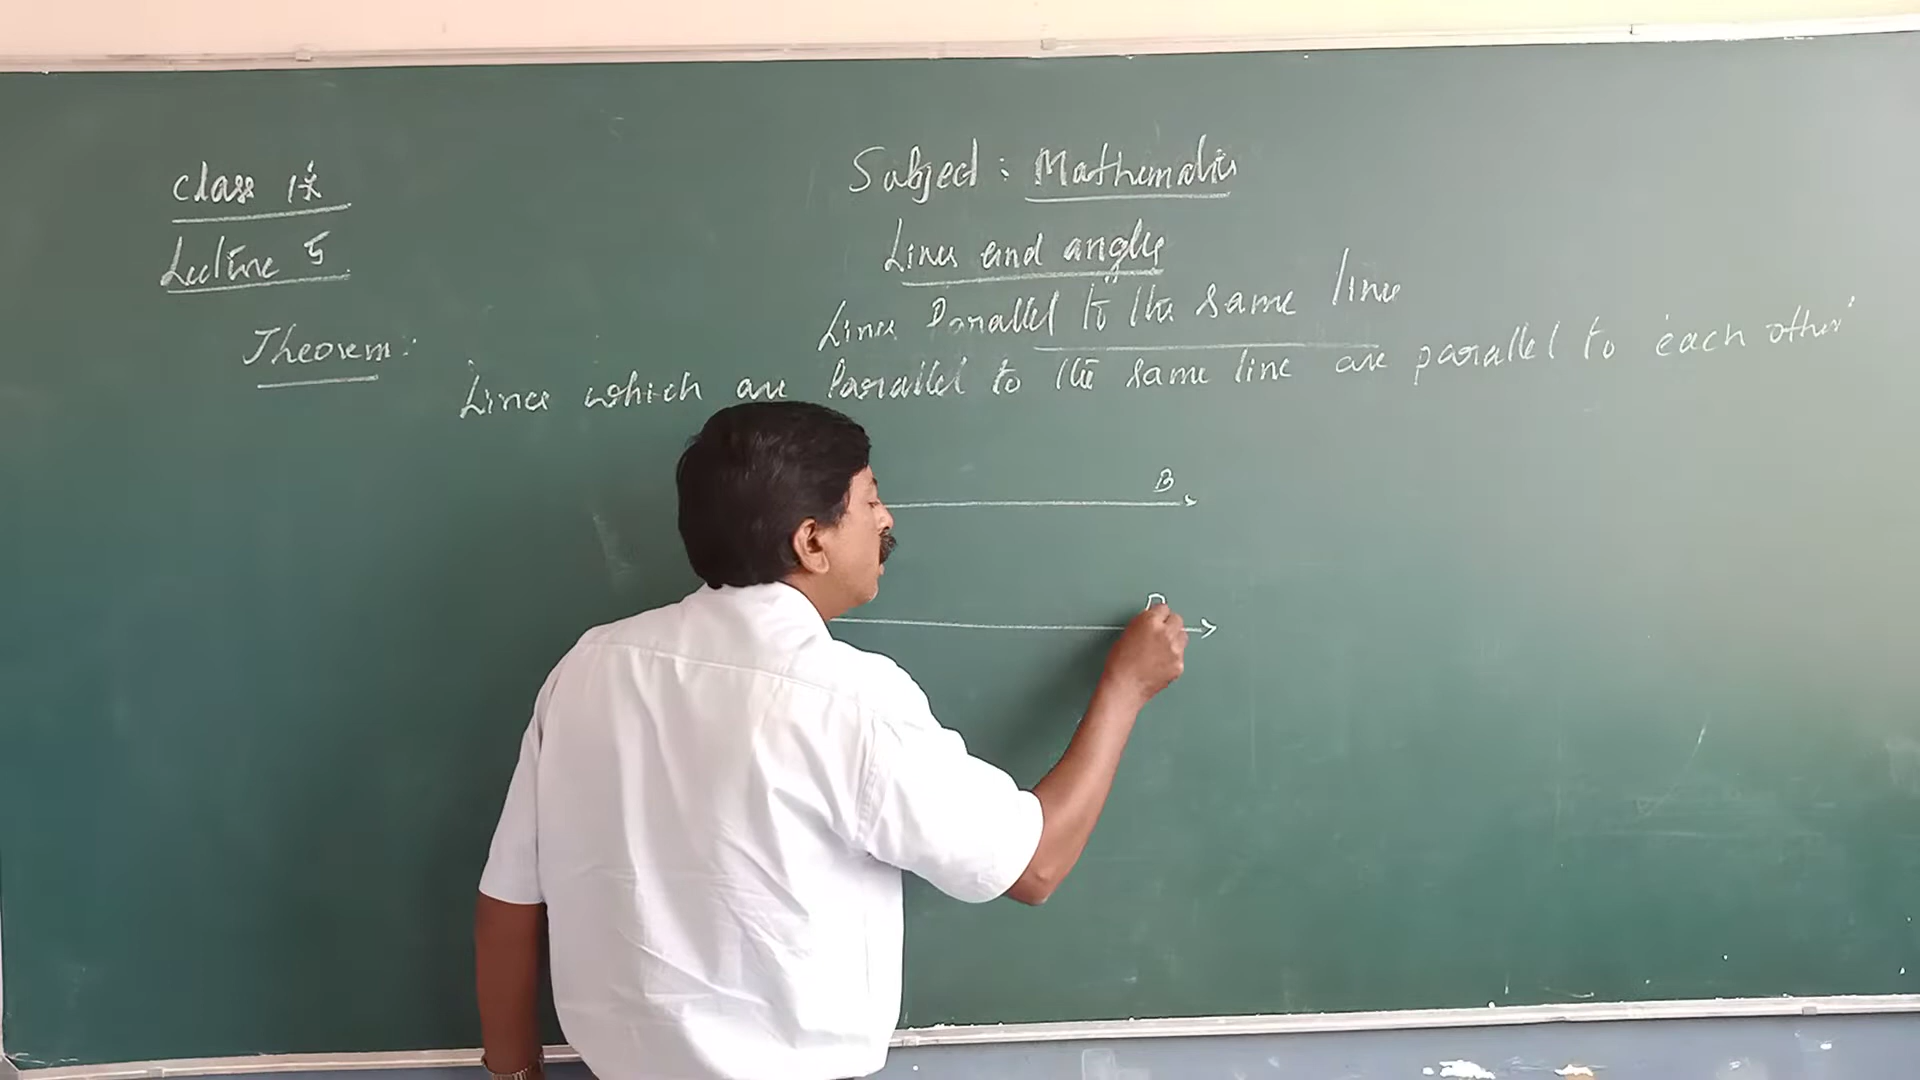 Class IX
Lecture 5
Subject : Mathematics
Lines and angles
Lines Parallel to the same line
Theorem :
Lines which are Parallel to the same line are parallel to each other
B
D